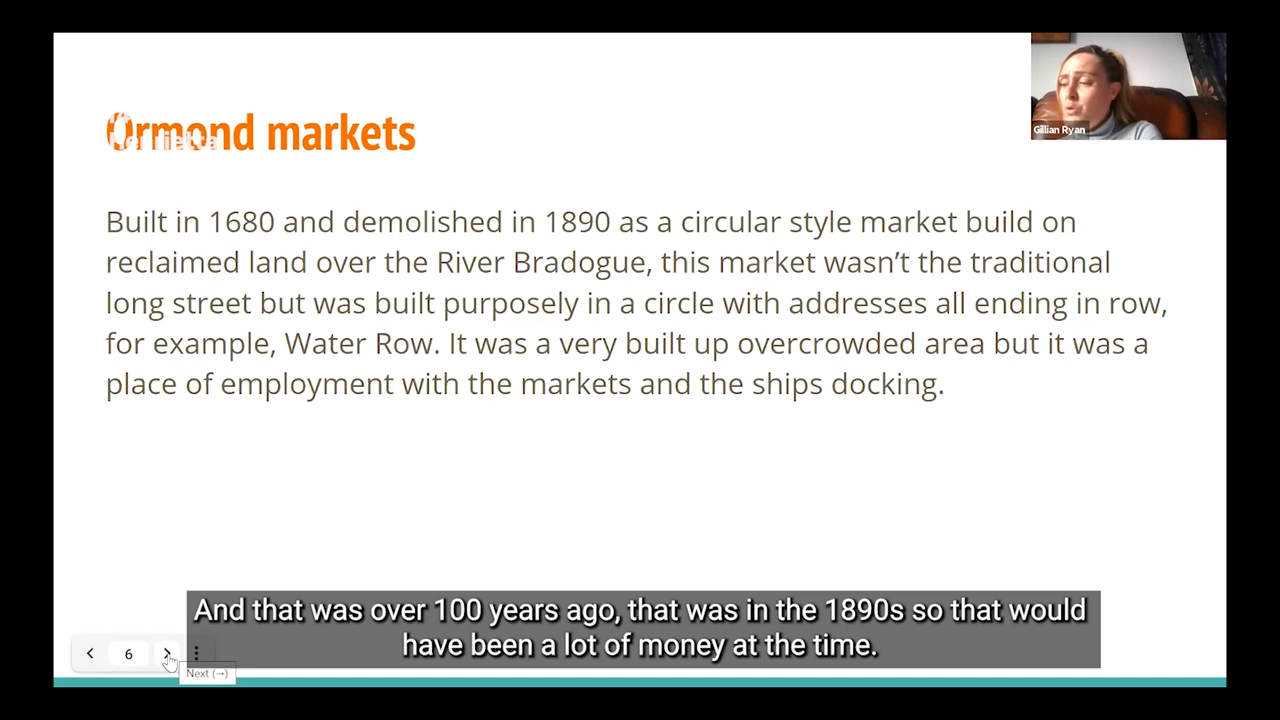 Ormond markets
Henrietta
Gillian Ryan
Built in 1680 and demolished in 1890 as a circular style market build on
reclaimed land over the River Bradogue, this market wasn't the traditional
long street but was built purposely in a circle with addresses all ending in row,
for example, Water Row. It was a very built up overcrowded area but it was a
place of employment with the markets and the ships docking.
And that was over 100 years ago, that was in the 1890s so that would
have been a lot of money at the time.
6
Next (→)